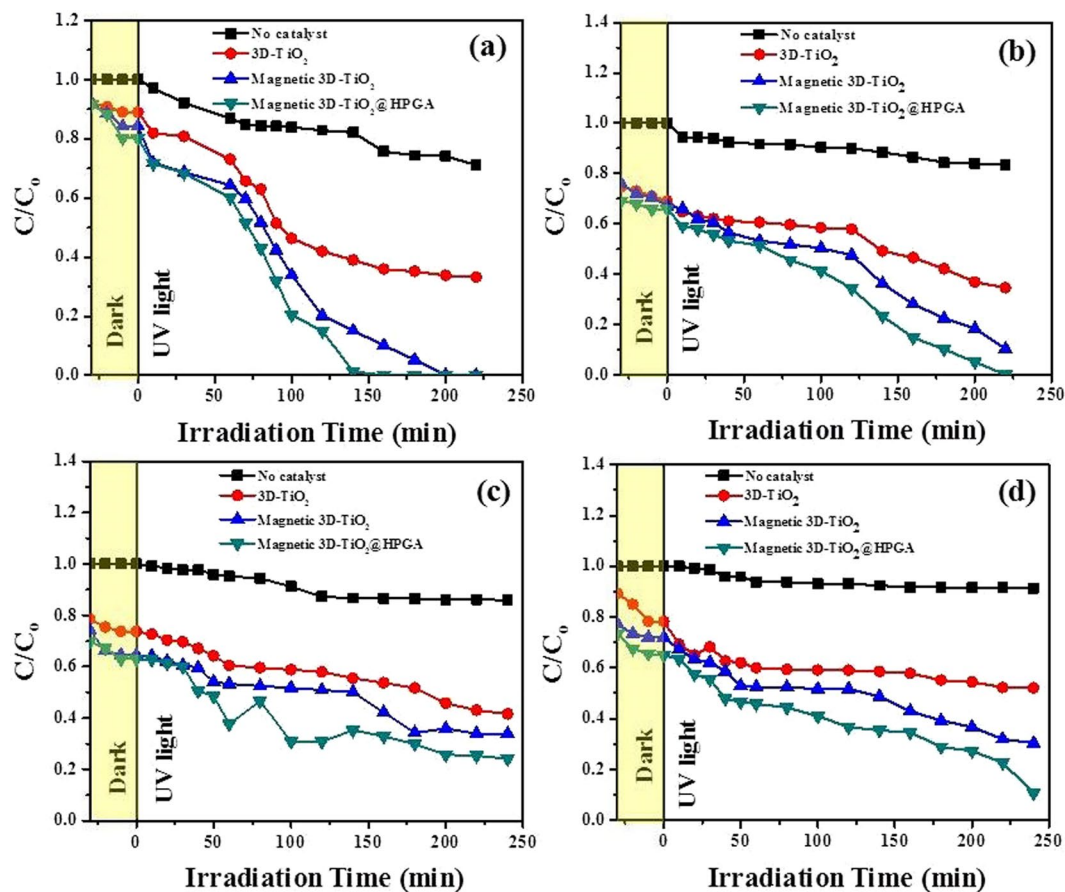 (a)
No catalyst
3D-TiO₂
Magnetic 3D-TiO₂
Magnetic 3D-TiO₂@HPGA
C/Cₒ
1.2
1.0
0.8
0.6
0.4
0.2
0.0
Dark
UV light
0 50 100 150 200 250
Irradiation Time (min)
(b)
No catalyst
3D-TiO₂
Magnetic 3D-TiO₂
Magnetic 3D-TiO₂@HPGA
C/Cₒ
1.4
1.2
1.0
0.8
0.6
0.4
0.2
0.0
Dark
UV light
0 50 100 150 200 250
Irradiation Time (min)
(c)
No catalyst
3D-TiO₂
Magnetic 3D-TiO₂
Magnetic 3D-TiO₂@HPGA
C/Cₒ
1.4
1.2
1.0
0.8
0.6
0.4
0.2
0.0
Dark
UV light
0 50 100 150 200 250
Irradiation Time (min)
(d)
No catalyst
3D-TiO₂
Magnetic 3D-TiO₂
Magnetic 3D-TiO₂@HPGA
C/Cₒ
1.4
1.2
1.0
0.8
0.6
0.4
0.2
0.0
Dark
UV light
0 50 100 150 200 250
Irradiation Time (min)